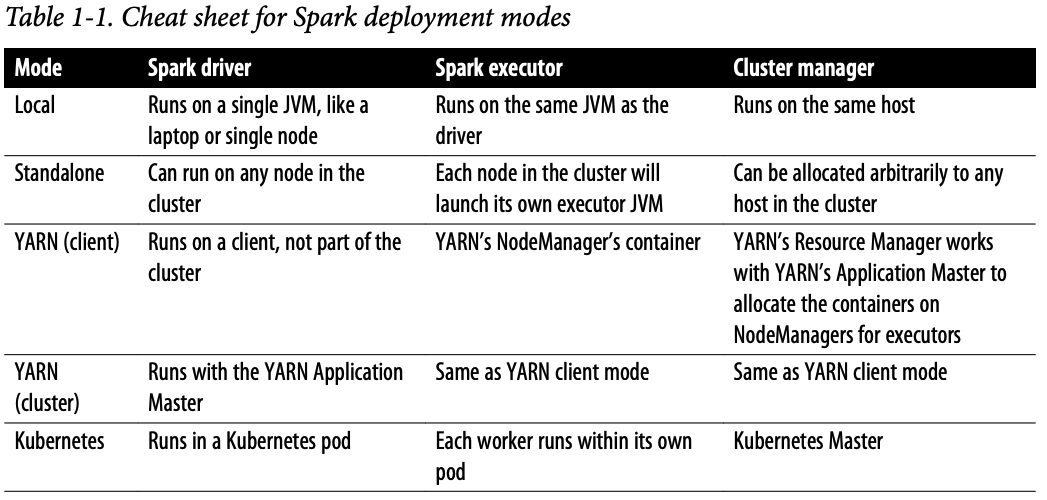 Table 1-1. Cheat sheet for Spark deployment modes
Mode Spark driver Spark executor Cluster manager
Local Runs on a single JVM, like a Runs on the same JVM as the Runs on the same host
laptop or single node driver
Standalone Can run on any node in the Each node in the cluster will Can be allocated arbitrarily to any
cluster launch its own executor JVM host in the cluster
YARN (client) Runs on a client, not part of the YARN’s NodeManager’s container YARN’s Resource Manager works
cluster with YARN’s Application Master to
allocate the containers on
NodeManagers for executors
YARN Runs with the YARN Application Same as YARN client mode Same as YARN client mode
(cluster) Master
Kubernetes Runs in a Kubernetes pod Each worker runs within its own Kubernetes Master
pod